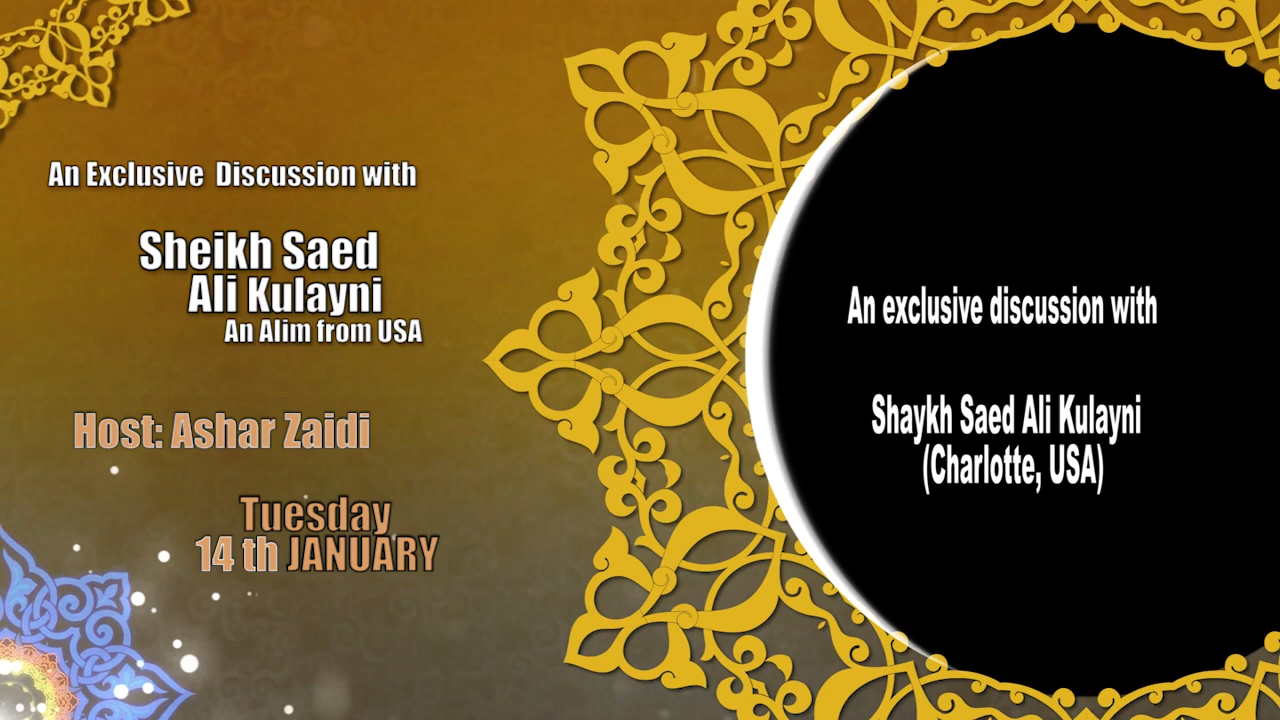 An Exclusive Discussion with
Sheikh Saed
Ali Kulayni
An Alim from USA
Host: Ashar Zaidi
Tuesday
14 th JANUARY
An exclusive discussion with
Shaykh Saed Ali Kulayni
(Charlotte, USA)